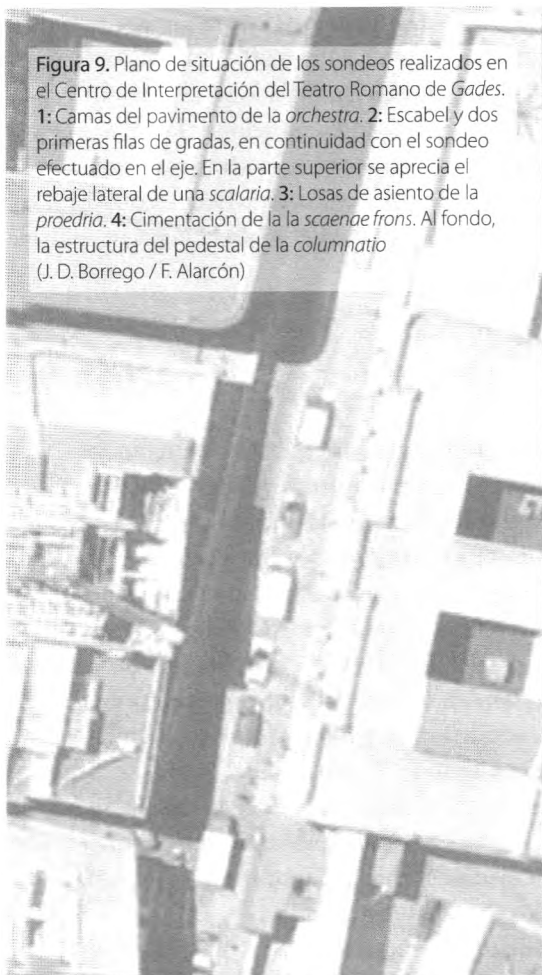 Figura 9. Plano de situación de los sondeos realizados en
el Centro de Interpretación del Teatro Romano de Gades.
1: Camas del pavimento de la orchestra. 2: Escabel y dos
primeras filas de gradas, en continuidad con el sondeo
efectuado en el eje. En la parte superior se aprecia el
rebaje lateral de una scalaria. 3: Losas de asiento de la
proedria. 4: Cimentación de la la scaenae frons. Al fondo,
la estructura del pedestal de la columnatio
(J. D. Borrego / F. Alarcón)